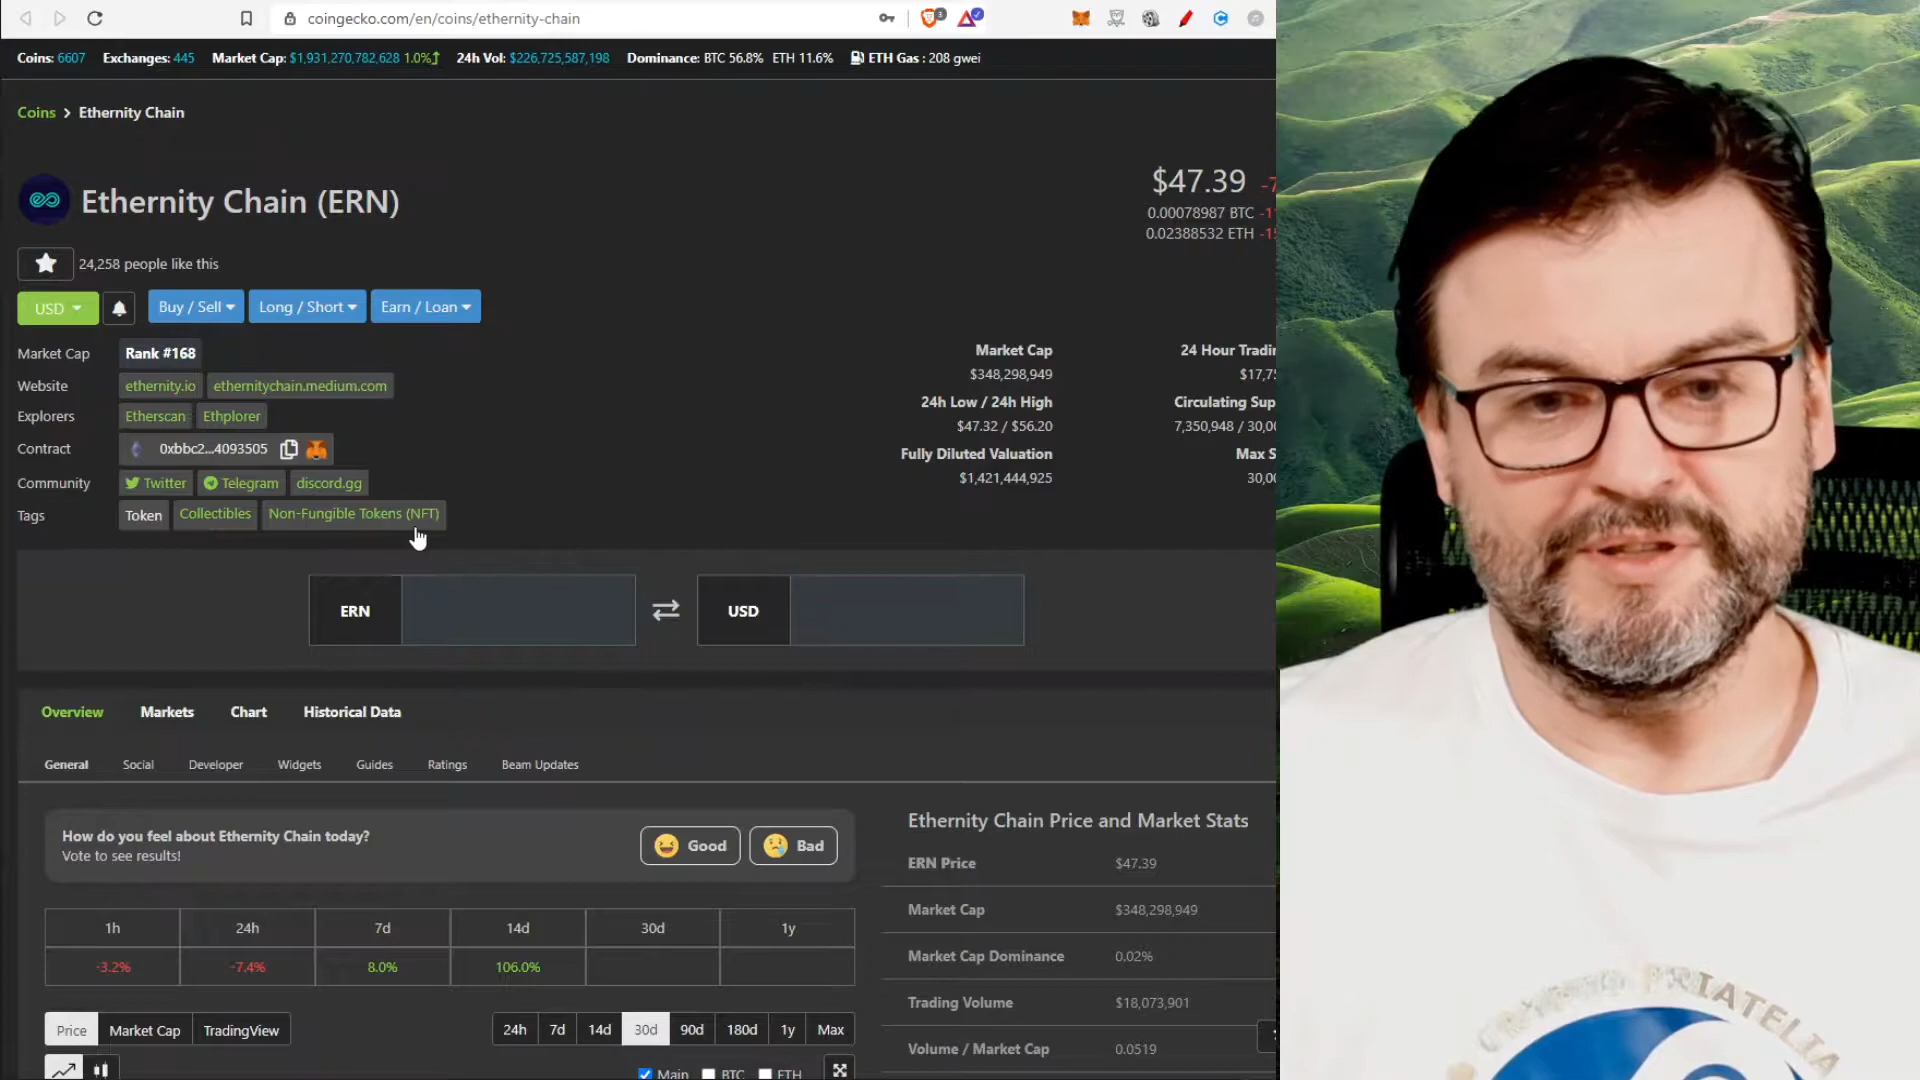 coingecko.com/en/coins/ethernity-chain
Coins: 6607 Exchanges: 445 Market Cap: $1,931,270,782,628 1.0% 24h Vol: $226,725,587,198 Dominance: BTC 56.8% ETH 11.6% ETH Gas : 208 gwei
Coins > Ethernity Chain
Ethernity Chain (ERN)
$47.39
0.00078987 BTC
0.02388532 ETH
24,258 people like this
USD Buy / Sell Long / Short Earn / Loan
Market Cap Rank #168
Website ethernity.io ethernitychain.medium.com
Explorers Etherscan Ethplorer
Contract 0xbbc2...4093505
Community Twitter Telegram discord.gg
Tags Token Collectibles Non-Fungible Tokens (NFT)
Market Cap
$348,298,949
24h Low / 24h High
$47.32 / $56.20
Fully Diluted Valuation
$1,421,444,925
24 Hour Tradin
$17,75
Circulating Sup
7,350,948 / 30,00
Max S
30,00
ERN USD
Overview Markets Chart Historical Data
General Social Developer Widgets Guides Ratings Beam Updates
How do you feel about Ethernity Chain today?
Vote to see results!
Good Bad
1h 24h 7d 14d 30d 1y
-3.2% -7.4% 8.0% 106.0%
Price Market Cap TradingView
24h 7d 14d 30d 90d 180d 1y Max
Main BTC ETH
Ethernity Chain Price and Market Stats
ERN Price $47.39
Market Cap $348,298,949
Market Cap Dominance 0.02%
Trading Volume $18,073,901
Volume / Market Cap 0.0519